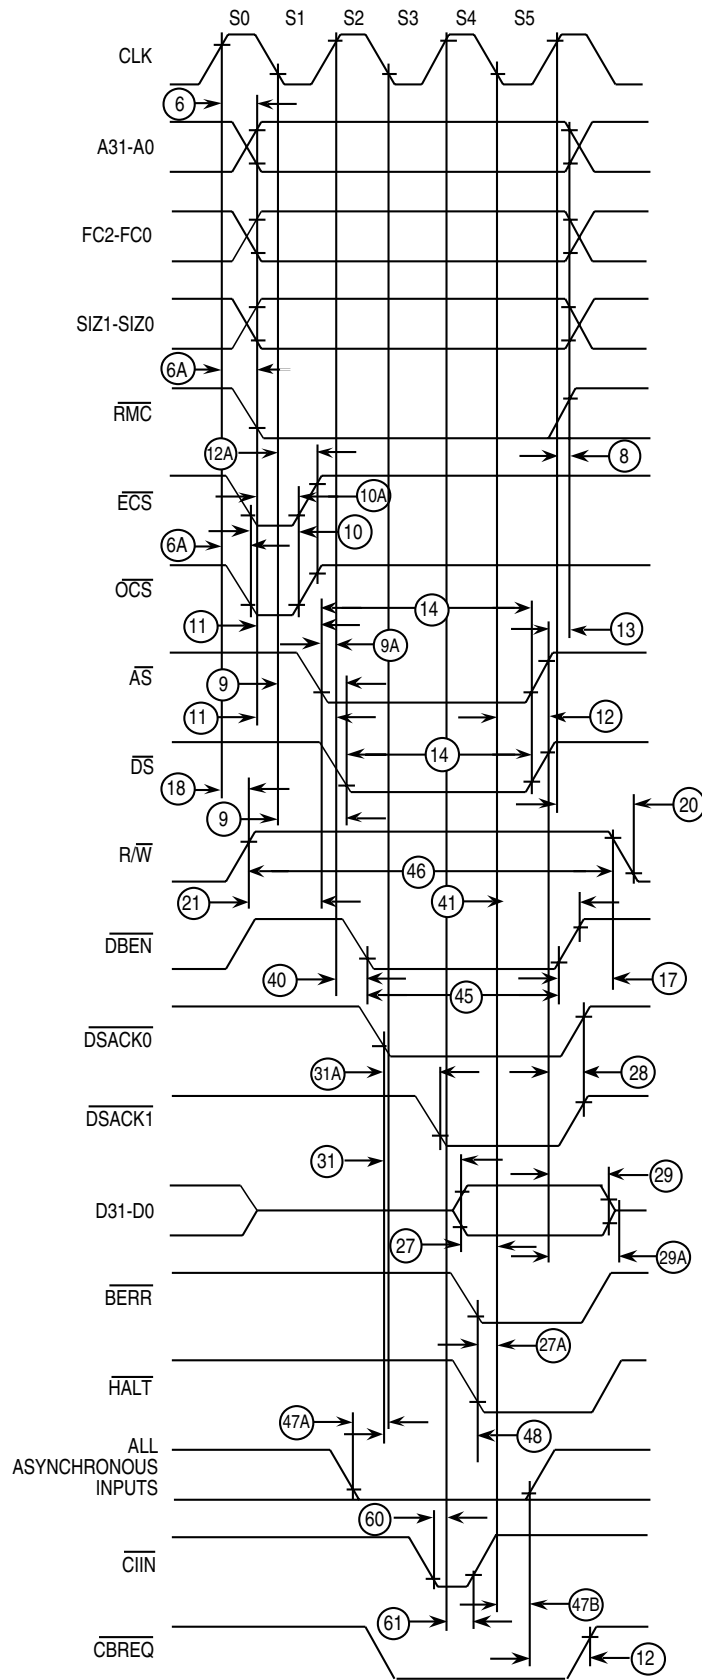 S0 S1 S2 S3 S4 S5
CLK
6
A31-A0
FC2-FC0
SIZ1-SIZ0
6A
RMC
12A
8
ECS
10A
10
6A
OCS
14
11
13
9A
AS
9
11
12
DS
14
18
20
9
R/W
46
21
41
DBEN
40
45
17
DSACK0
31A
28
DSACK1
31
29
D31-D0
27
29A
BERR
27A
HALT
47A
48
ALL
ASYNCHRONOUS
INPUTS
60
CIIN
47B
61
CBREQ
12